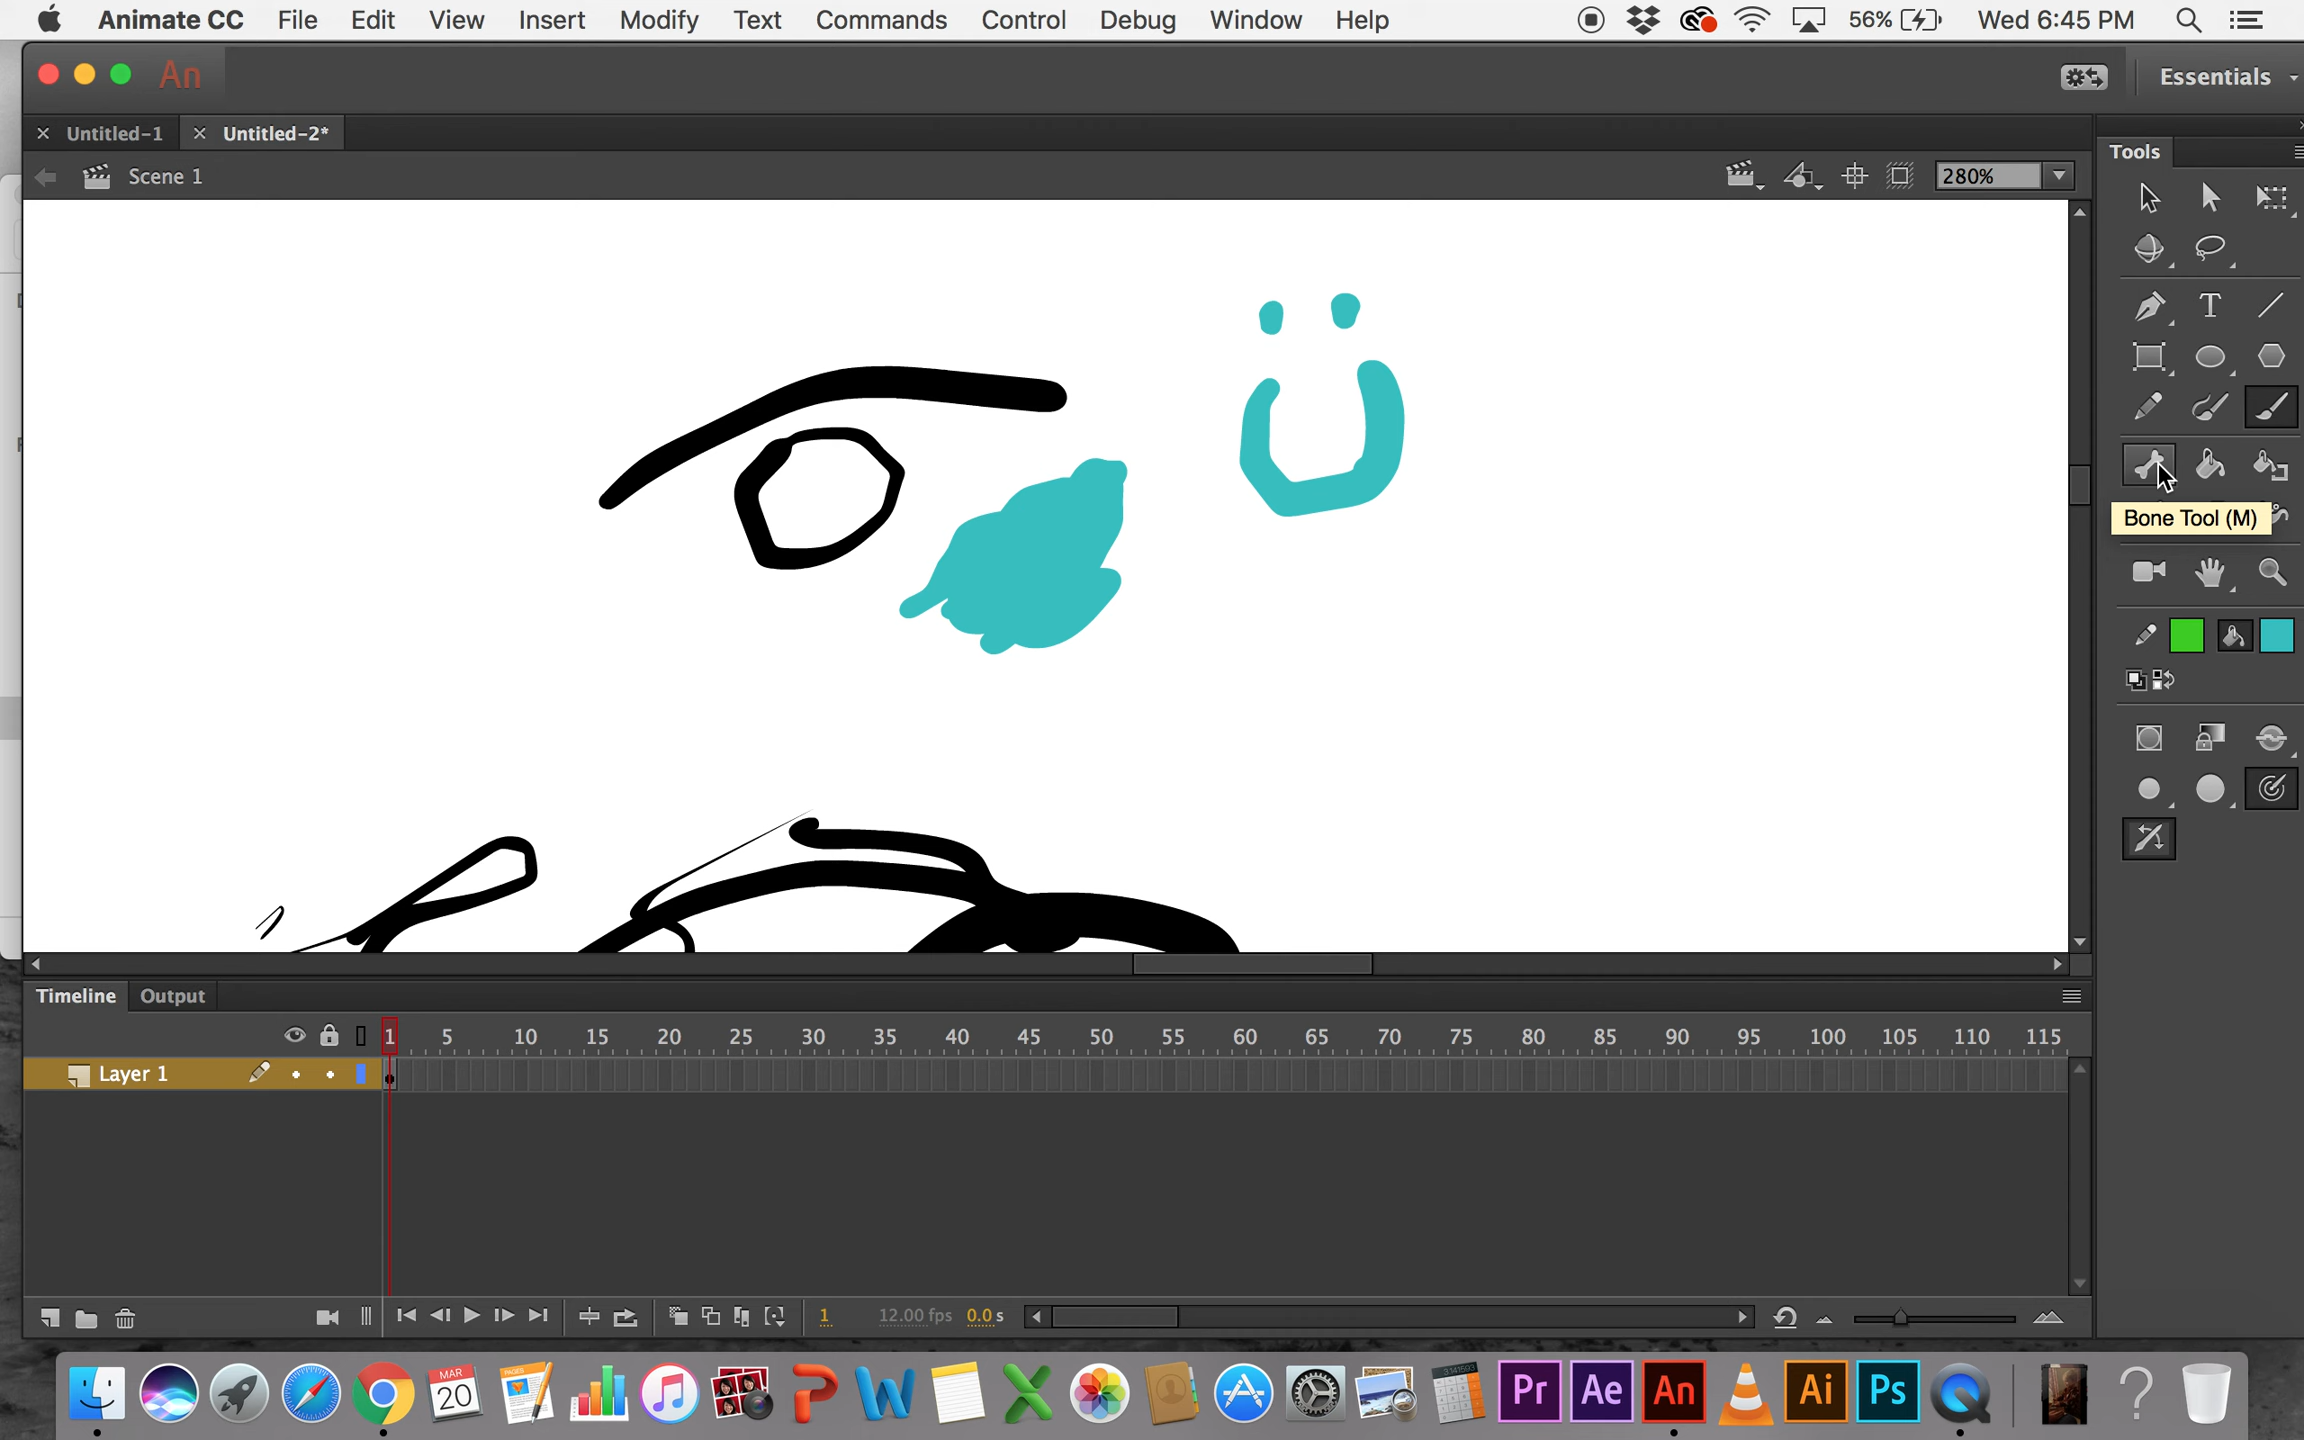 Animate CC File Edit View Insert Modify Text Commands Control Debug Window Help 56% Wed 6:45 PM
An Essentials
× Untitled-1 × Untitled-2*
Tools
Scene 1 280%
T
Bone Tool (M)
Timeline Output
1 5 10 15 20 25 30 35 40 45 50 55 60 65 70 75 80 85 90 95 100 105 110 115
Layer 1
1 12.00 fps 0.0 s
MAR
20
PAGES
3.141593
Pr Ae An Ai Ps
?